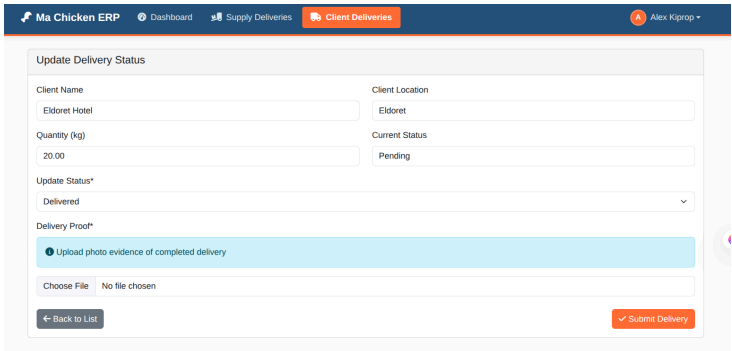 Ma Chicken ERP Dashboard Supply Deliveries Client Deliveries A Alex Kiprop
Update Delivery Status
Client Name Client Location
Eldoret Hotel Eldoret
Quantity (kg) Current Status
20.00 Pending
Update Status*
Delivered
Delivery Proof*
Upload photo evidence of completed delivery
Choose File No file chosen
Back to List Submit Delivery